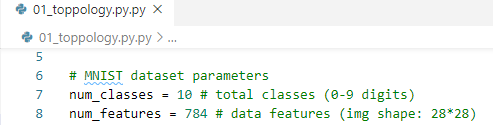 01_toppology.py.py
01_toppology.py.py > ...
5
6 # MNIST dataset parameters
7 num_classes = 10 # total classes (0-9 digits)
8 num_features = 784 # data features (img shape: 28*28)